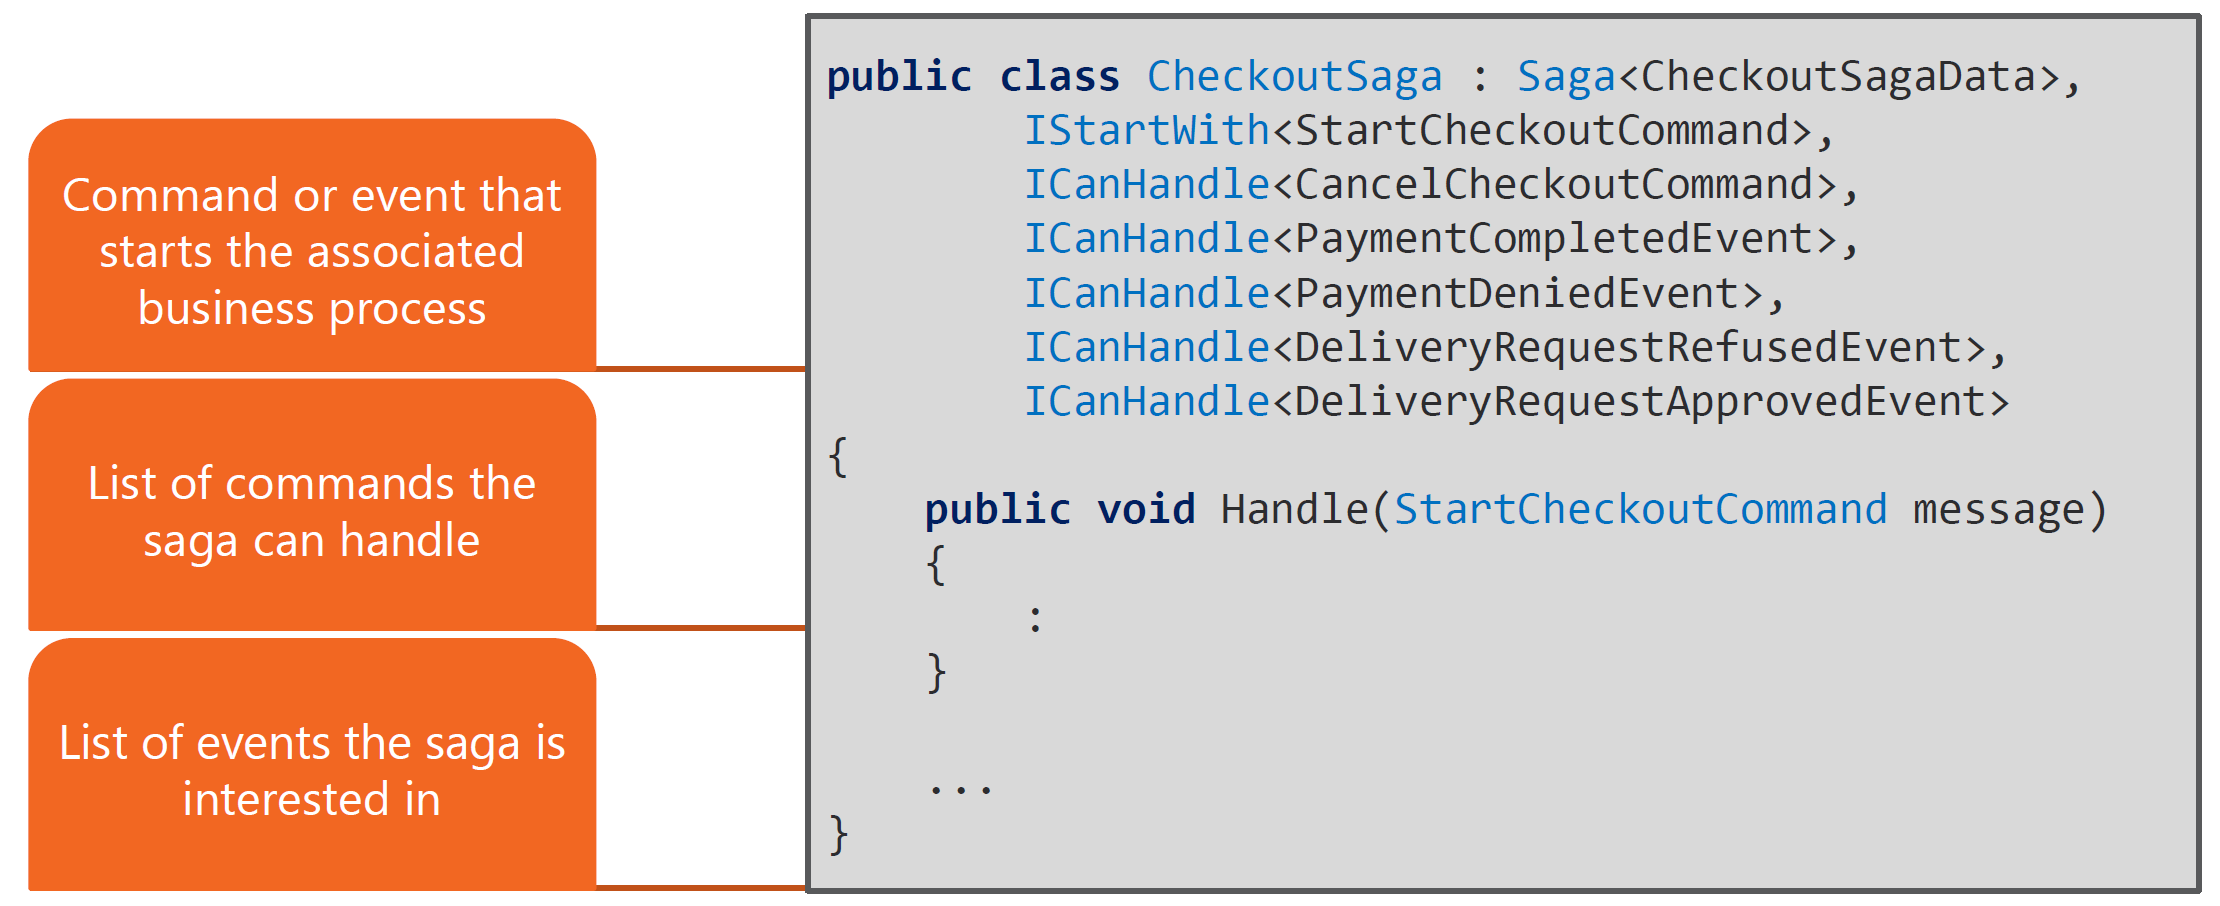 Command or event that
starts the associated
business process
List of commands the
saga can handle
List of events the saga is
interested in
public class CheckoutSaga : Saga<CheckoutSagaData>,
        IStartWith<StartCheckoutCommand>,
        ICanHandle<CancelCheckoutCommand>,
        ICanHandle<PaymentCompletedEvent>,
        ICanHandle<PaymentDeniedEvent>,
        ICanHandle<DeliveryRequestRefusedEvent>,
        ICanHandle<DeliveryRequestApprovedEvent>
{
    public void Handle(StartCheckoutCommand message)
    {
        :
    }
    ...
}